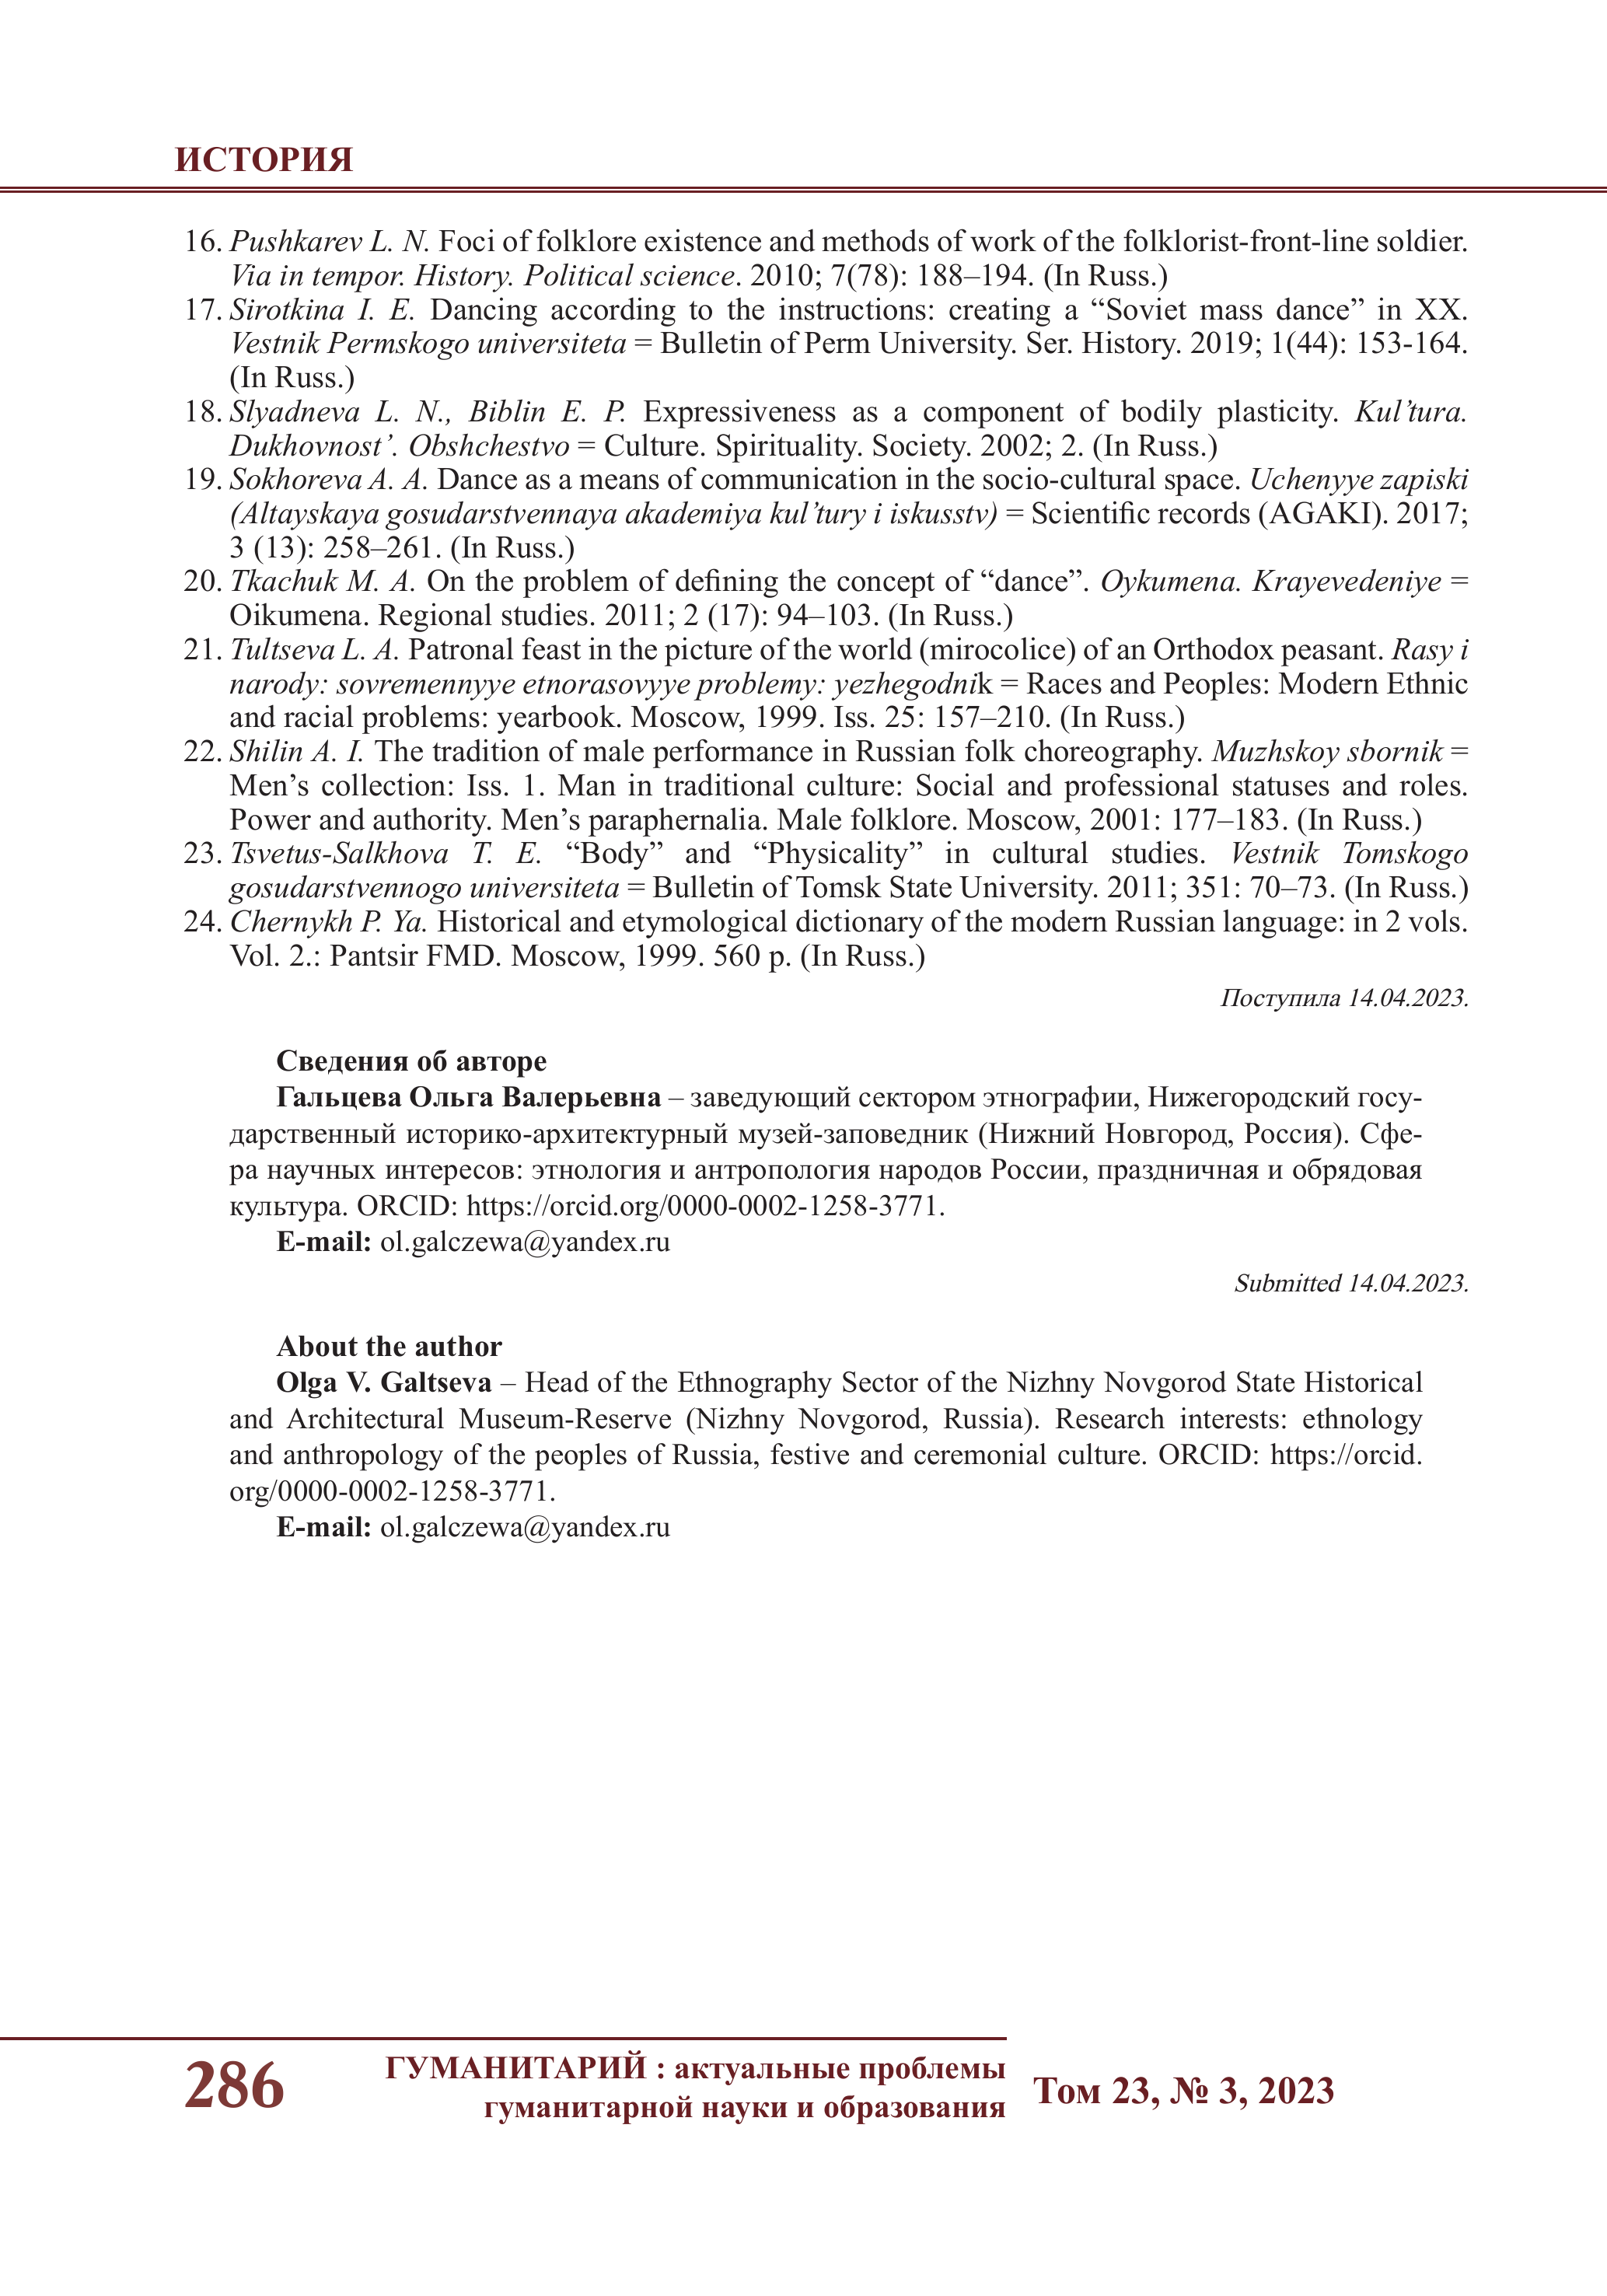 ИСТОРИЯ
16. Pushkarev L. N. Foci of folklore existence and methods of work of the folklorist-front-line soldier.
Via in tempor. History. Political science. 2010; 7(78): 188–194. (In Russ.)
17. Sirotkina I. E. Dancing according to the instructions: creating a “Soviet mass dance” in XX.
Vestnik Permskogo universiteta = Bulletin of Perm University. Ser. History. 2019; 1(44): 153-164.
(In Russ.)
18. Slyadneva L. N., Biblin E. P. Expressiveness as a component of bodily plasticity. Kul’tura.
Dukhovnost’. Obshchestvo = Culture. Spirituality. Society. 2002; 2. (In Russ.)
19. Sokhoreva A. A. Dance as a means of communication in the socio-cultural space. Uchenyye zapiski
(Altayskaya gosudarstvennaya akademiya kul’tury i iskusstv) = Scientific records (AGAKI). 2017;
3 (13): 258–261. (In Russ.)
20. Tkachuk M. A. On the problem of defining the concept of “dance”. Oykumena. Krayevedeniye =
Oikumena. Regional studies. 2011; 2 (17): 94–103. (In Russ.)
21. Tultseva L. A. Patronal feast in the picture of the world (mirocolice) of an Orthodox peasant. Rasy i
narody: sovremennyye etnorasovyye problemy: yezhegodnik = Races and Peoples: Modern Ethnic
and racial problems: yearbook. Moscow, 1999. Iss. 25: 157–210. (In Russ.)
22. Shilin A. I. The tradition of male performance in Russian folk choreography. Muzhskoy sbornik =
Men’s collection: Iss. 1. Man in traditional culture: Social and professional statuses and roles.
Power and authority. Men’s paraphernalia. Male folklore. Moscow, 2001: 177–183. (In Russ.)
23. Tsvetus-Salkhova T. E. “Body” and “Physicality” in cultural studies. Vestnik Tomskogo
gosudarstvennogo universiteta = Bulletin of Tomsk State University. 2011; 351: 70–73. (In Russ.)
24. Chernykh P. Ya. Historical and etymological dictionary of the modern Russian language: in 2 vols.
Vol. 2.: Pantsir FMD. Moscow, 1999. 560 p. (In Russ.)
Поступила 14.04.2023.
Сведения об авторе
Гальцева Ольга Валерьевна – заведующий сектором этнографии, Нижегородский госу-
дарственный историко-архитектурный музей-заповедник (Нижний Новгород, Россия). Сфе-
ра научных интересов: этнология и антропология народов России, праздничная и обрядовая
культура. ORCID: https://orcid.org/0000-0002-1258-3771.
E-mail: ol.galczewa@yandex.ru
Submitted 14.04.2023.
About the author
Olga V. Galtseva – Head of the Ethnography Sector of the Nizhny Novgorod State Historical
and Architectural Museum-Reserve (Nizhny Novgorod, Russia). Research interests: ethnology
and anthropology of the peoples of Russia, festive and ceremonial culture. ORCID: https://orcid.
org/0000-0002-1258-3771.
E-mail: ol.galczewa@yandex.ru
286
ГУМАНИТАРИЙ : актуальные проблемы
гуманитарной науки и образования
Том 23, № 3, 2023